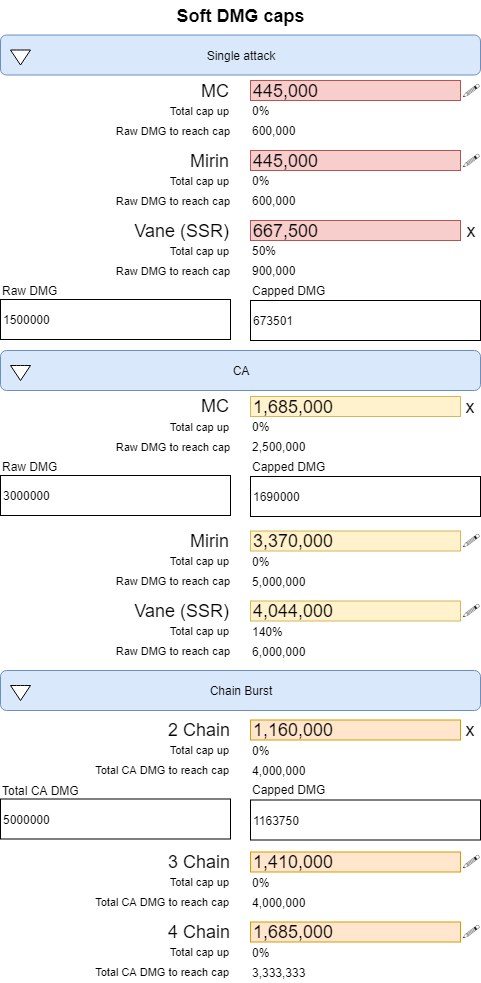 Soft DMG caps
Single attack
MC 445,000
Total cap up 0%
Raw DMG to reach cap 600,000
Mirin 445,000
Total cap up 0%
Raw DMG to reach cap 600,000
Vane (SSR) 667,500 x
Total cap up 50%
Raw DMG to reach cap 900,000
Raw DMG Capped DMG
1500000 673501
CA
MC 1,685,000 x
Total cap up 0%
Raw DMG to reach cap 2,500,000
Raw DMG Capped DMG
3000000 1690000
Mirin 3,370,000
Total cap up 0%
Raw DMG to reach cap 5,000,000
Vane (SSR) 4,044,000
Total cap up 140%
Raw DMG to reach cap 6,000,000
Chain Burst
2 Chain 1,160,000 x
Total cap up 0%
Total CA DMG to reach cap 4,000,000
Total CA DMG Capped DMG
5000000 1163750
3 Chain 1,410,000
Total cap up 0%
Total CA DMG to reach cap 4,000,000
4 Chain 1,685,000
Total cap up 0%
Total CA DMG to reach cap 3,333,333